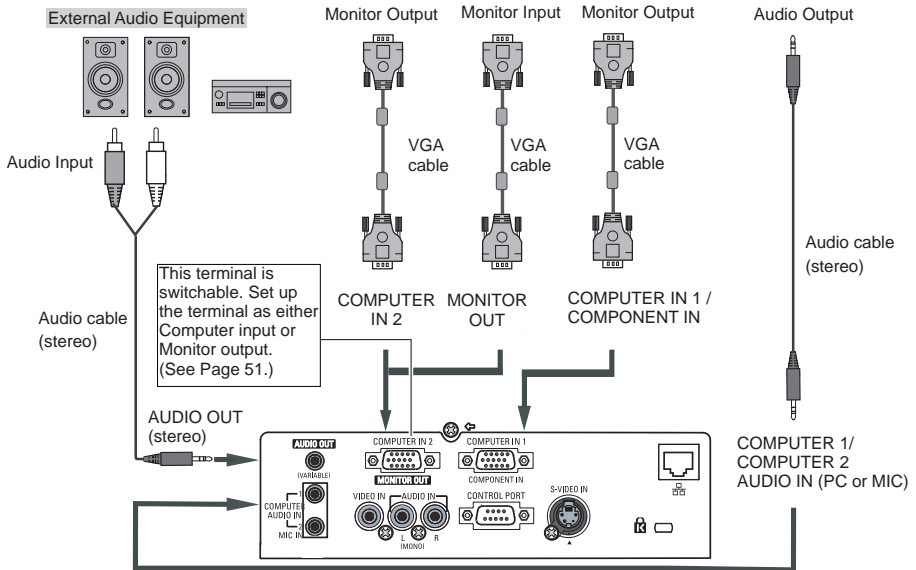 External Audio Equipment
Monitor Output
Monitor Input
Monitor Output
Audio Output
Audio Input
VGA
cable
VGA
cable
VGA
cable
Audio cable
(stereo)
This terminal is
switchable. Set up
the terminal as either
Computer input or
Monitor output.
(See Page 51.)
COMPUTER
IN 2
MONITOR
OUT
COMPUTER IN 1 /
COMPONENT IN
Audio cable
(stereo)
AUDIO OUT
(stereo)
COMPUTER 1/
COMPUTER 2
AUDIO IN (PC or MIC)
AUDIO OUT
(VARIABLE)
COMPUTER IN 2
COMPUTER IN 1
MONITOR OUT
COMPONENT IN
1
COMPUTER
AUDIO IN
2
MIC IN
VIDEO IN
AUDIO IN
L
(MONO)
R
CONTROL PORT
S-VIDEO IN
K